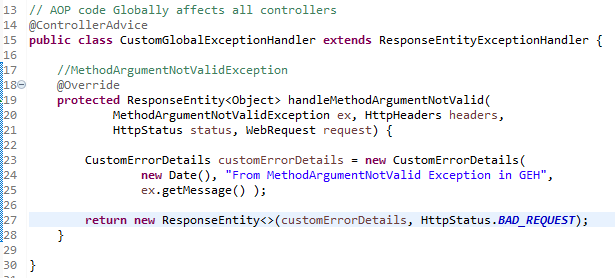 13 // AOP code Globally affects all controllers
14 @ControllerAdvice
15 public class CustomGlobalExceptionHandler extends ResponseEntityExceptionHandler {
16
17 //MethodArgumentNotValidException
18 @Override
19 protected ResponseEntity<Object> handleMethodArgumentNotValid(
20 MethodArgumentNotValidException ex, HttpHeaders headers,
21 HttpStatus status, WebRequest request) {
22
23 CustomErrorDetails customErrorDetails = new CustomErrorDetails(
24 new Date(), "From MethodArgumentNotValid Exception in GEH",
25 ex.getMessage() );
26
27 return new ResponseEntity<>(customErrorDetails, HttpStatus.BAD_REQUEST);
28 }
29
30 }